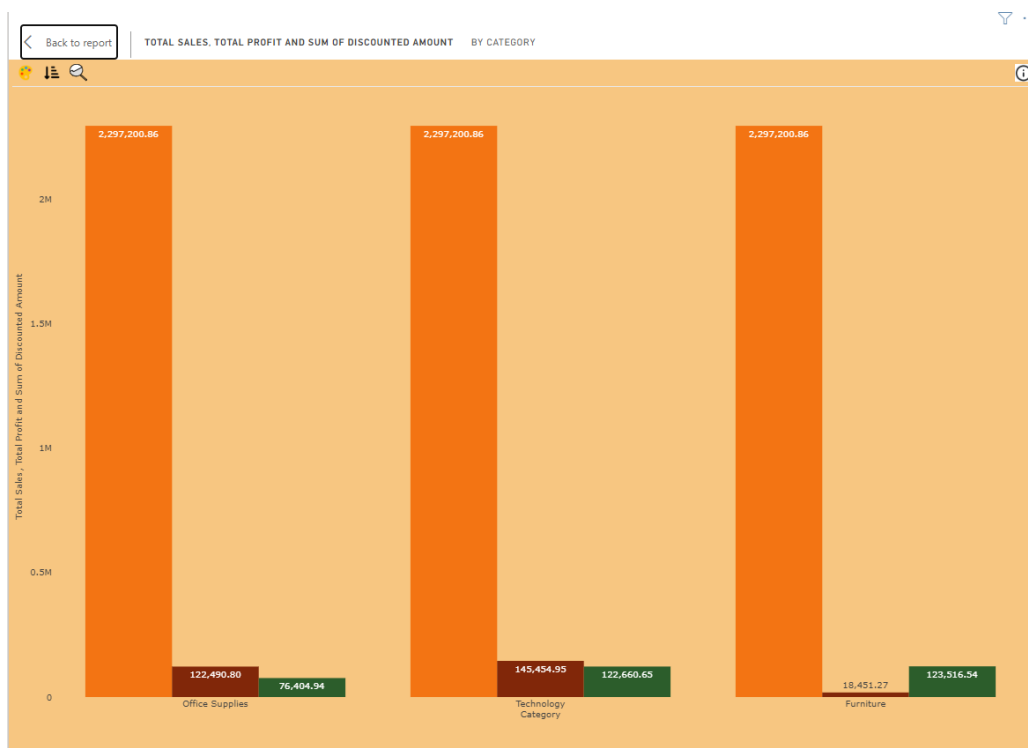 Back to report
TOTAL SALES, TOTAL PROFIT AND SUM OF DISCOUNTED AMOUNT BY CATEGORY
2,297,200.86 2,297,200.86 2,297,200.86
2M
1.5M
1M
0.5M
0
Total Sales, Total Profit and Sum of Discounted Amount
122,490.80 76,404.94 145,454.95 122,660.65 18,451.27 123,516.54
Office Supplies Technology Furniture
Category